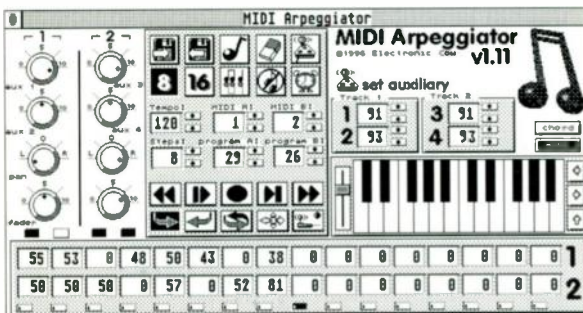 MIDI Arpeggiator
1 2
MIDI Arpeggiator
©1996 Electronic Cow v1.11
aux 1 aux 3
aux 2 aux 4
pan
fader
8 16
set auxiliary
Track 1 Track 2
1 91 3 91
2 93 4 93
chord
Tempo: MIDI A: MIDI B:
120 1 2
Steps: program A: program B:
8 29 26
55 53 0 48 50 43 0 38 0 0 0 0 0 0 0 0 1
50 50 50 0 57 0 52 81 0 0 0 0 0 0 0 0 2